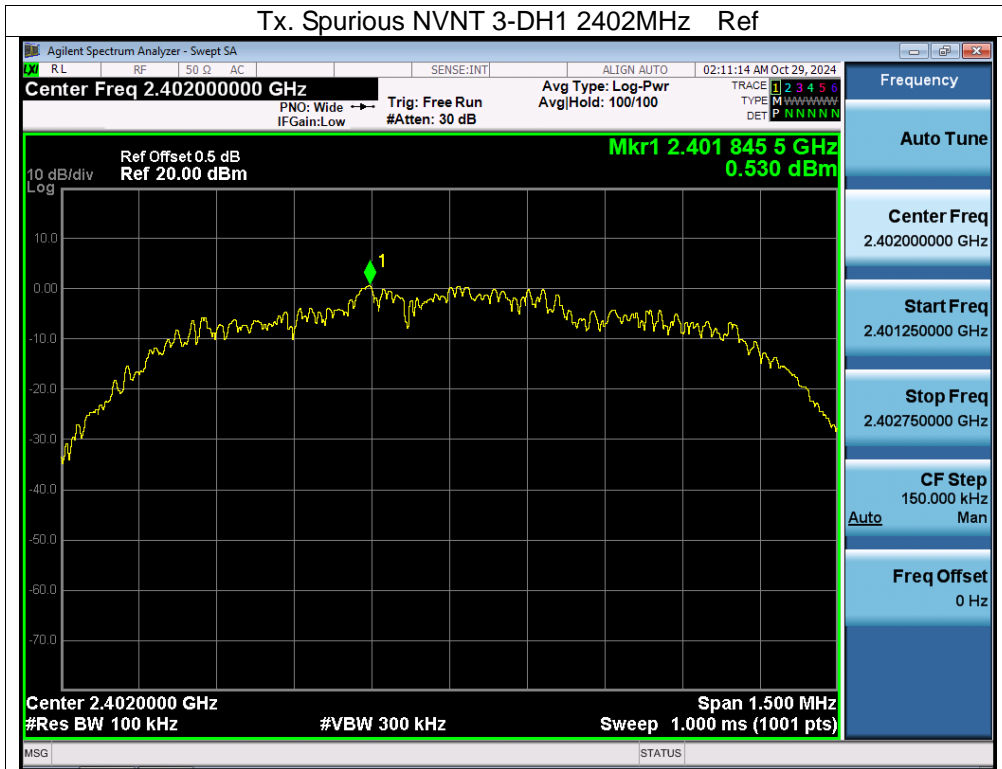 Tx. Spurious NVNT 3-DH1 2402MHz Ref
Agilent Spectrum Analyzer - Swept SA
LXI RL RF 50 Ω AC SENSE:INT ALIGN AUTO 02:11:14 AM Oct 29, 2024
Center Freq 2.402000000 GHz
PNO: Wide
IFGain:Low
Trig: Free Run
#Atten: 30 dB
Avg Type: Log-Pwr
Avg|Hold: 100/100
TRACE 1 2 3 4 5 6
TYPE M WWWWW
DET P N N N N N
Frequency
Auto Tune
Center Freq
2.402000000 GHz
Start Freq
2.401250000 GHz
Stop Freq
2.402750000 GHz
CF Step
150.000 kHz
Auto Man
Freq Offset
0 Hz
Mkr1 2.401 845 5 GHz
0.530 dBm
Ref Offset 0.5 dB
10 dB/div Ref 20.00 dBm
Log
10.0
1
0.00
-10.0
-20.0
-30.0
-40.0
-50.0
-60.0
-70.0
Center 2.4020000 GHz Span 1.500 MHz
#Res BW 100 kHz #VBW 300 kHz Sweep 1.000 ms (1001 pts)
MSG STATUS